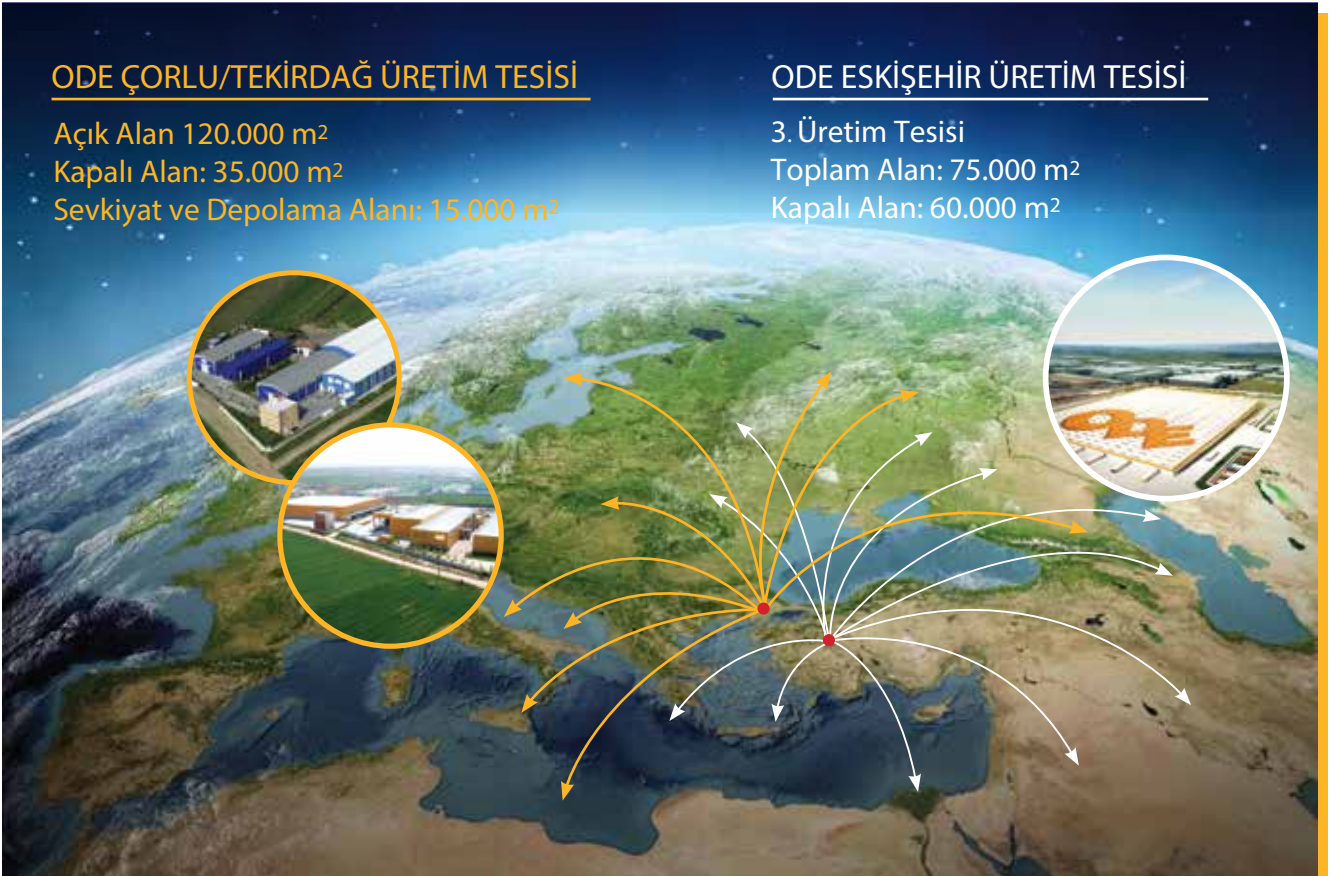 ODE ÇORLU/TEKİRDAĞ ÜRETİM TESİSİ
Açık Alan 120.000 m²
Kapalı Alan: 35.000 m²
Sevkiyat ve Depolama Alanı: 15.000 m²
ODE ESKİŞEHİR ÜRETİM TESİSİ
3. Üretim Tesisi
Toplam Alan: 75.000 m²
Kapalı Alan: 60.000 m²
ODE